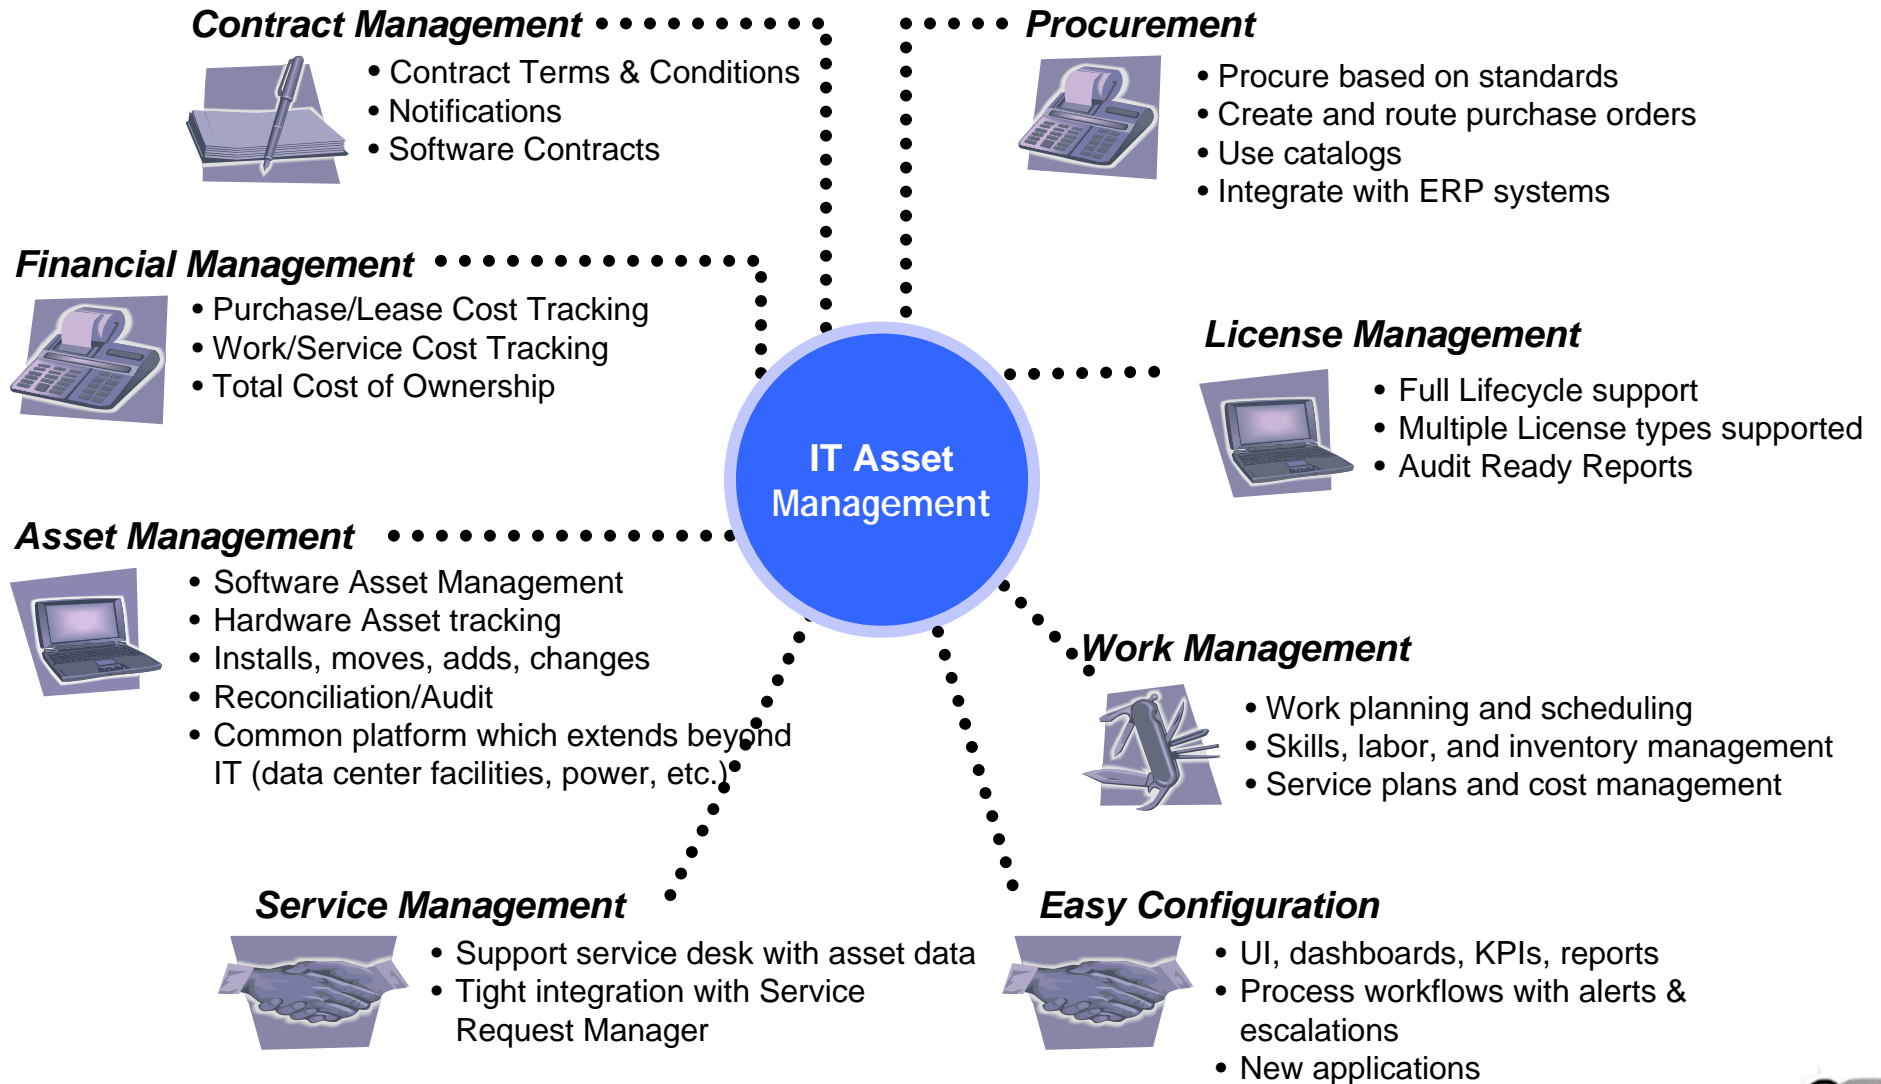 Contract Management
• Contract Terms & Conditions
• Notifications
• Software Contracts
Procurement
• Procure based on standards
• Create and route purchase orders
• Use catalogs
• Integrate with ERP systems
Financial Management
• Purchase/Lease Cost Tracking
• Work/Service Cost Tracking
• Total Cost of Ownership
License Management
• Full Lifecycle support
• Multiple License types supported
• Audit Ready Reports
IT Asset
Management
Asset Management
• Software Asset Management
• Hardware Asset tracking
• Installs, moves, adds, changes
• Reconciliation/Audit
• Common platform which extends beyond
IT (data center facilities, power, etc.)
Work Management
• Work planning and scheduling
• Skills, labor, and inventory management
• Service plans and cost management
Service Management
• Support service desk with asset data
• Tight integration with Service
Request Manager
Easy Configuration
• UI, dashboards, KPIs, reports
• Process workflows with alerts &
escalations
• New applications